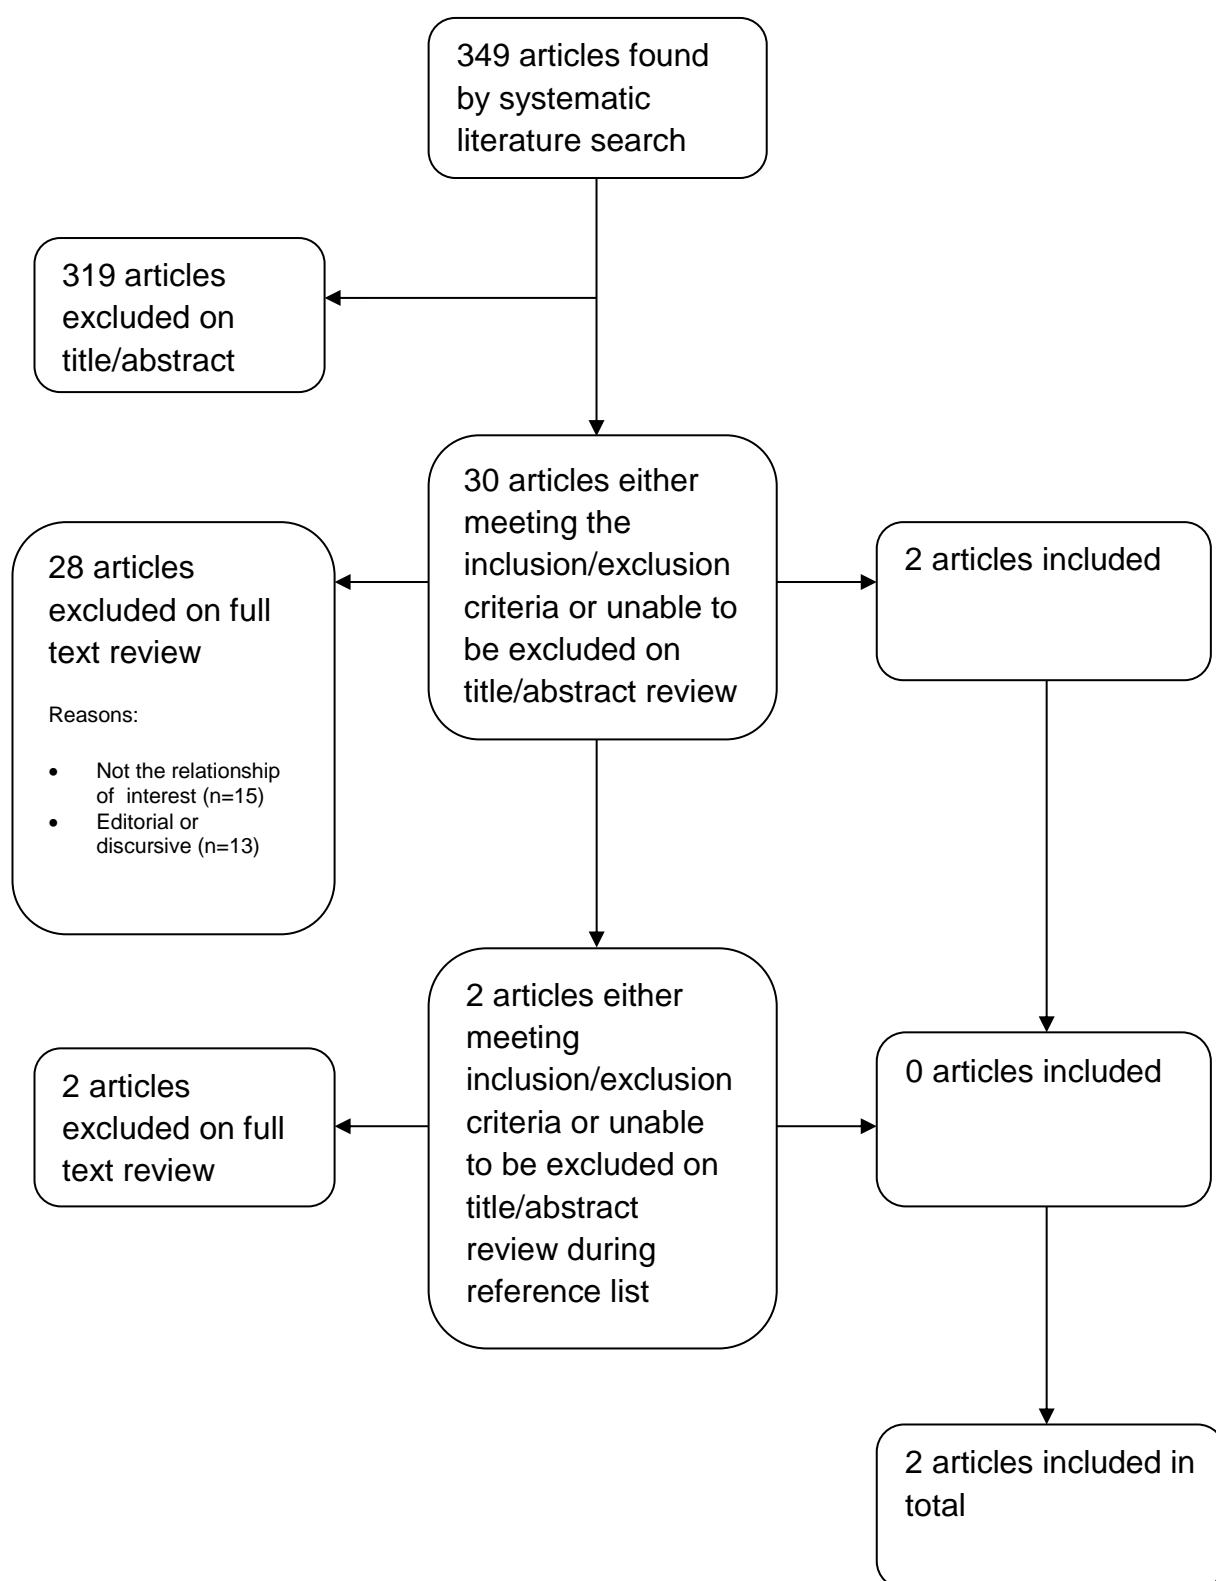 349 articles found
by systematic
literature search
319 articles
excluded on
title/abstract
30 articles either
meeting the
inclusion/exclusion
criteria or unable to
be excluded on
title/abstract review
28 articles
excluded on full
text review
Reasons:
• Not the relationship
of interest (n=15)
• Editorial or
discursive (n=13)
2 articles included
2 articles either
meeting
inclusion/exclusion
criteria or unable
to be excluded on
title/abstract
review during
reference list
2 articles
excluded on full
text review
0 articles included
2 articles included in
total